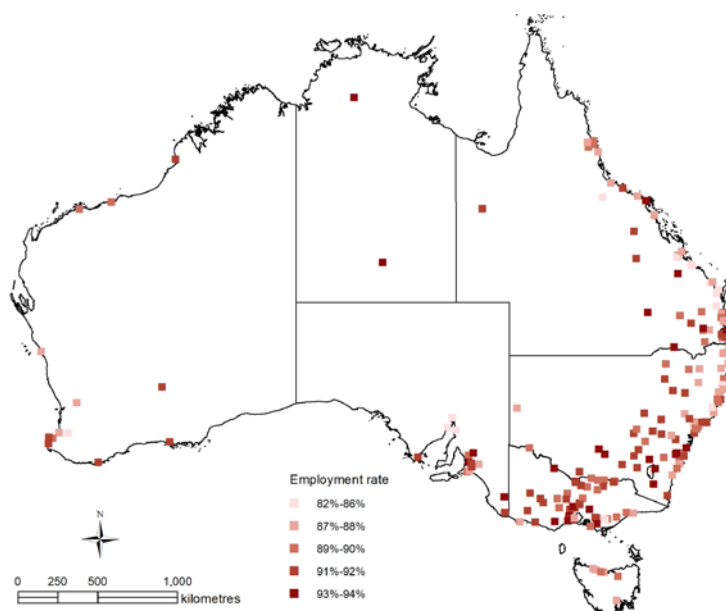 Employment rate
82%-86%
87%-88%
89%-90%
91%-92%
93%-94%
N
0 250 500 1,000
kilometres